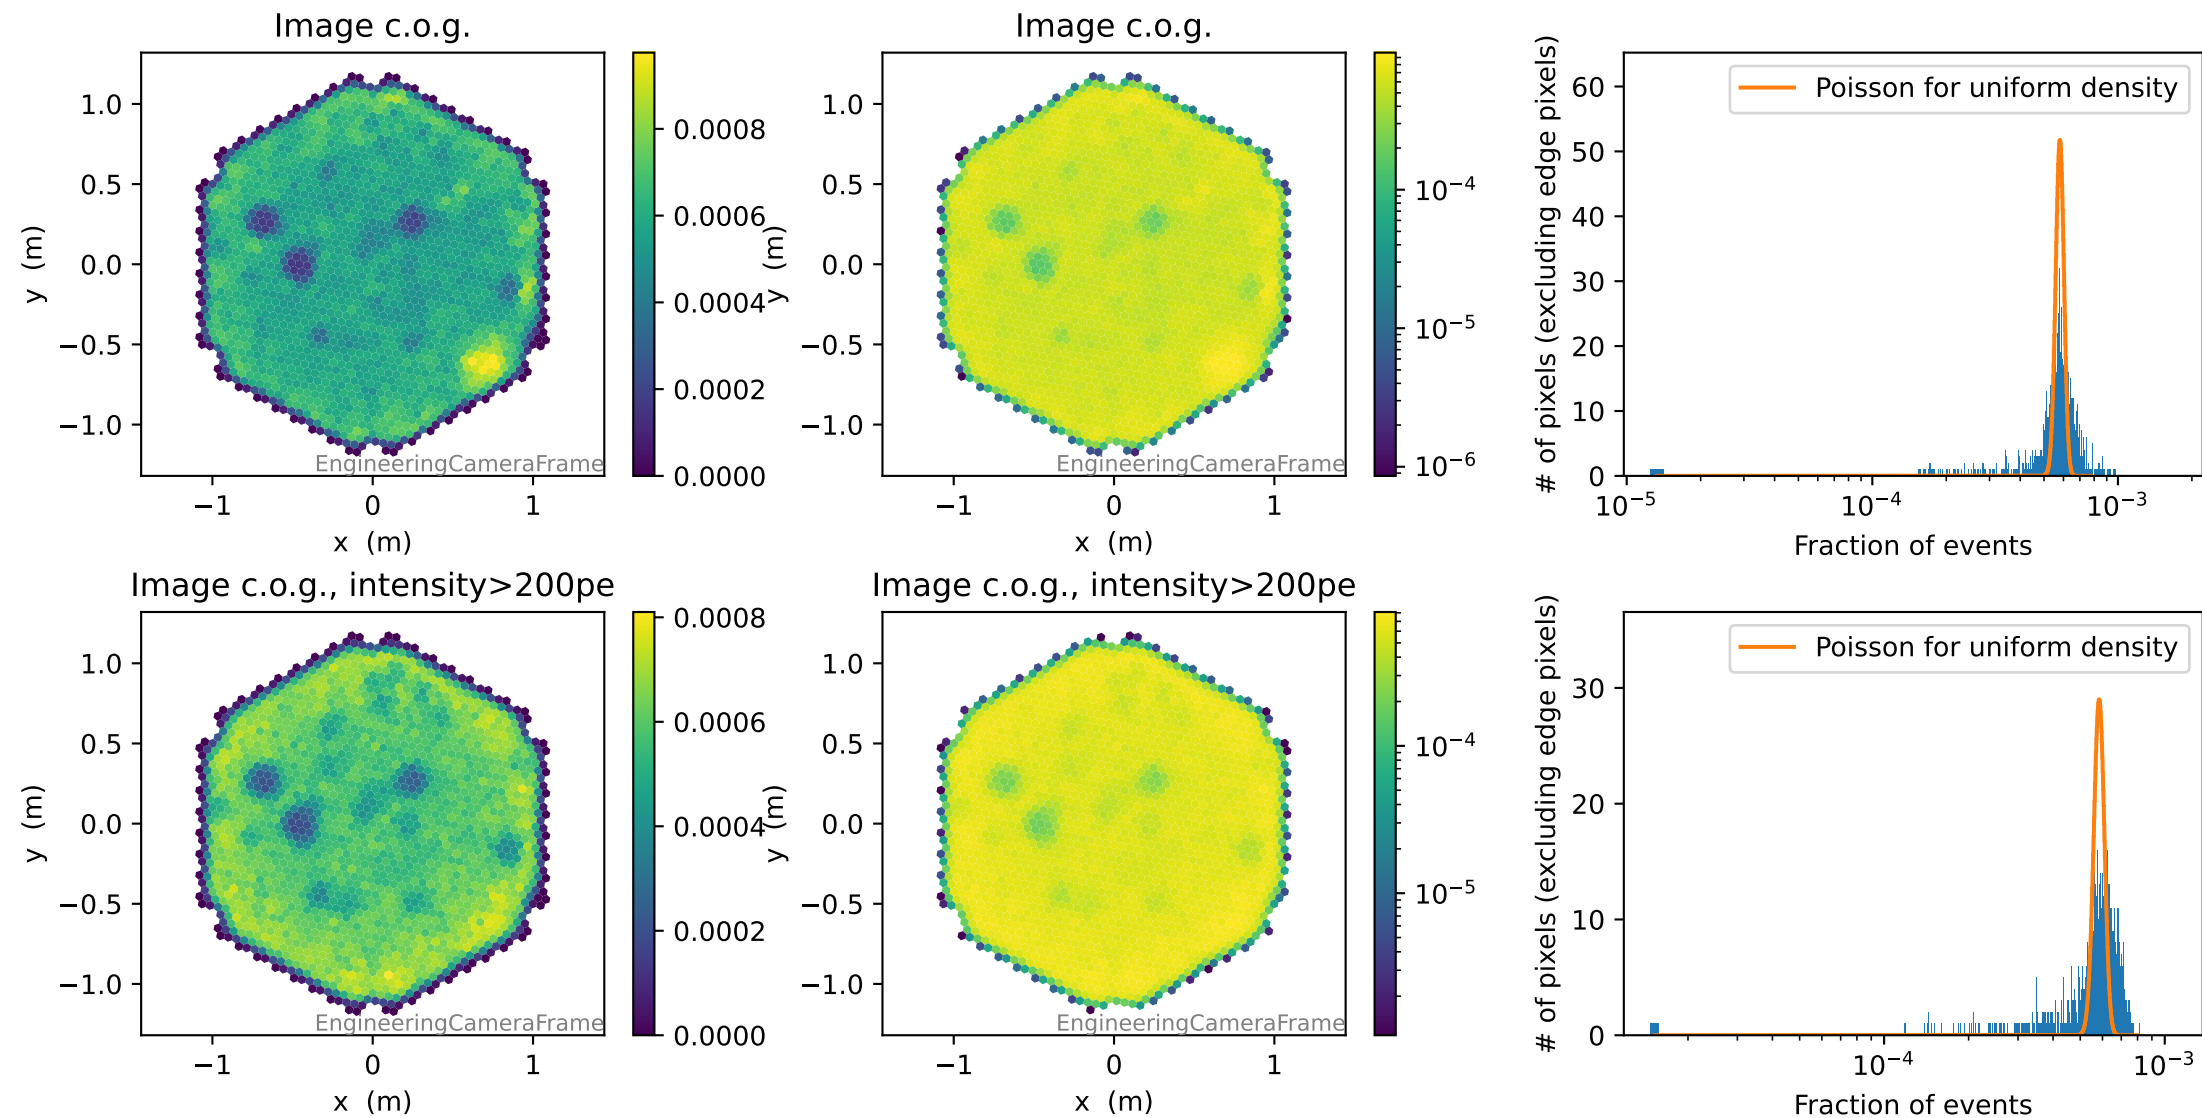 Image c.o.g.
1.0
0.5
0.0
−0.5
−1.0
y (m)
−1
0
1
x (m)
EngineeringCameraFrame
0.0008
0.0006
0.0004
0.0002
0.0000
Image c.o.g.
1.0
0.5
0.0
−0.5
−1.0
y (m)
−1
0
1
x (m)
EngineeringCameraFrame
10−4
10−5
10−6
# of pixels (excluding edge pixels)
60
50
40
30
20
10
0
Poisson for uniform density
10−5
10−4
10−3
Fraction of events
Image c.o.g., intensity>200pe
1.0
0.5
0.0
−0.5
−1.0
y (m)
−1
0
1
x (m)
EngineeringCameraFrame
0.0008
0.0006
0.0004
0.0002
0.0000
Image c.o.g., intensity>200pe
1.0
0.5
0.0
−0.5
−1.0
y (m)
−1
0
1
x (m)
EngineeringCameraFrame
10−4
10−5
# of pixels (excluding edge pixels)
30
20
10
0
Poisson for uniform density
10−4
10−3
Fraction of events